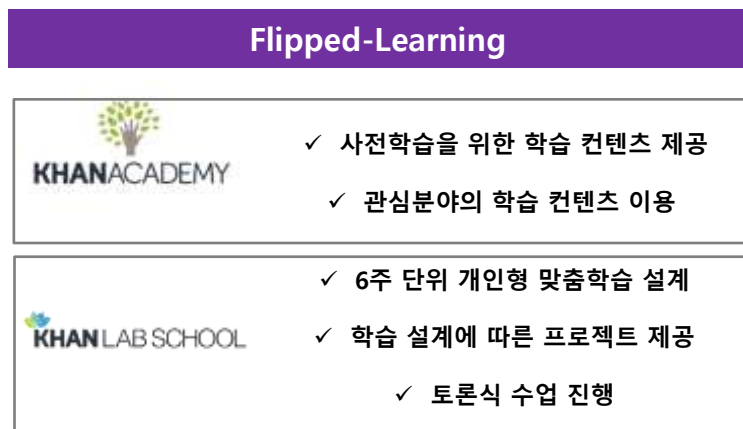 Flipped-Learning
KHANACADEMY
✓ 사전학습을 위한 학습 컨텐츠 제공
✓ 관심분야의 학습 컨텐츠 이용
KHAN LAB SCHOOL
✓ 6주 단위 개인형 맞춤학습 설계
✓ 학습 설계에 따른 프로젝트 제공
✓ 토론식 수업 진행